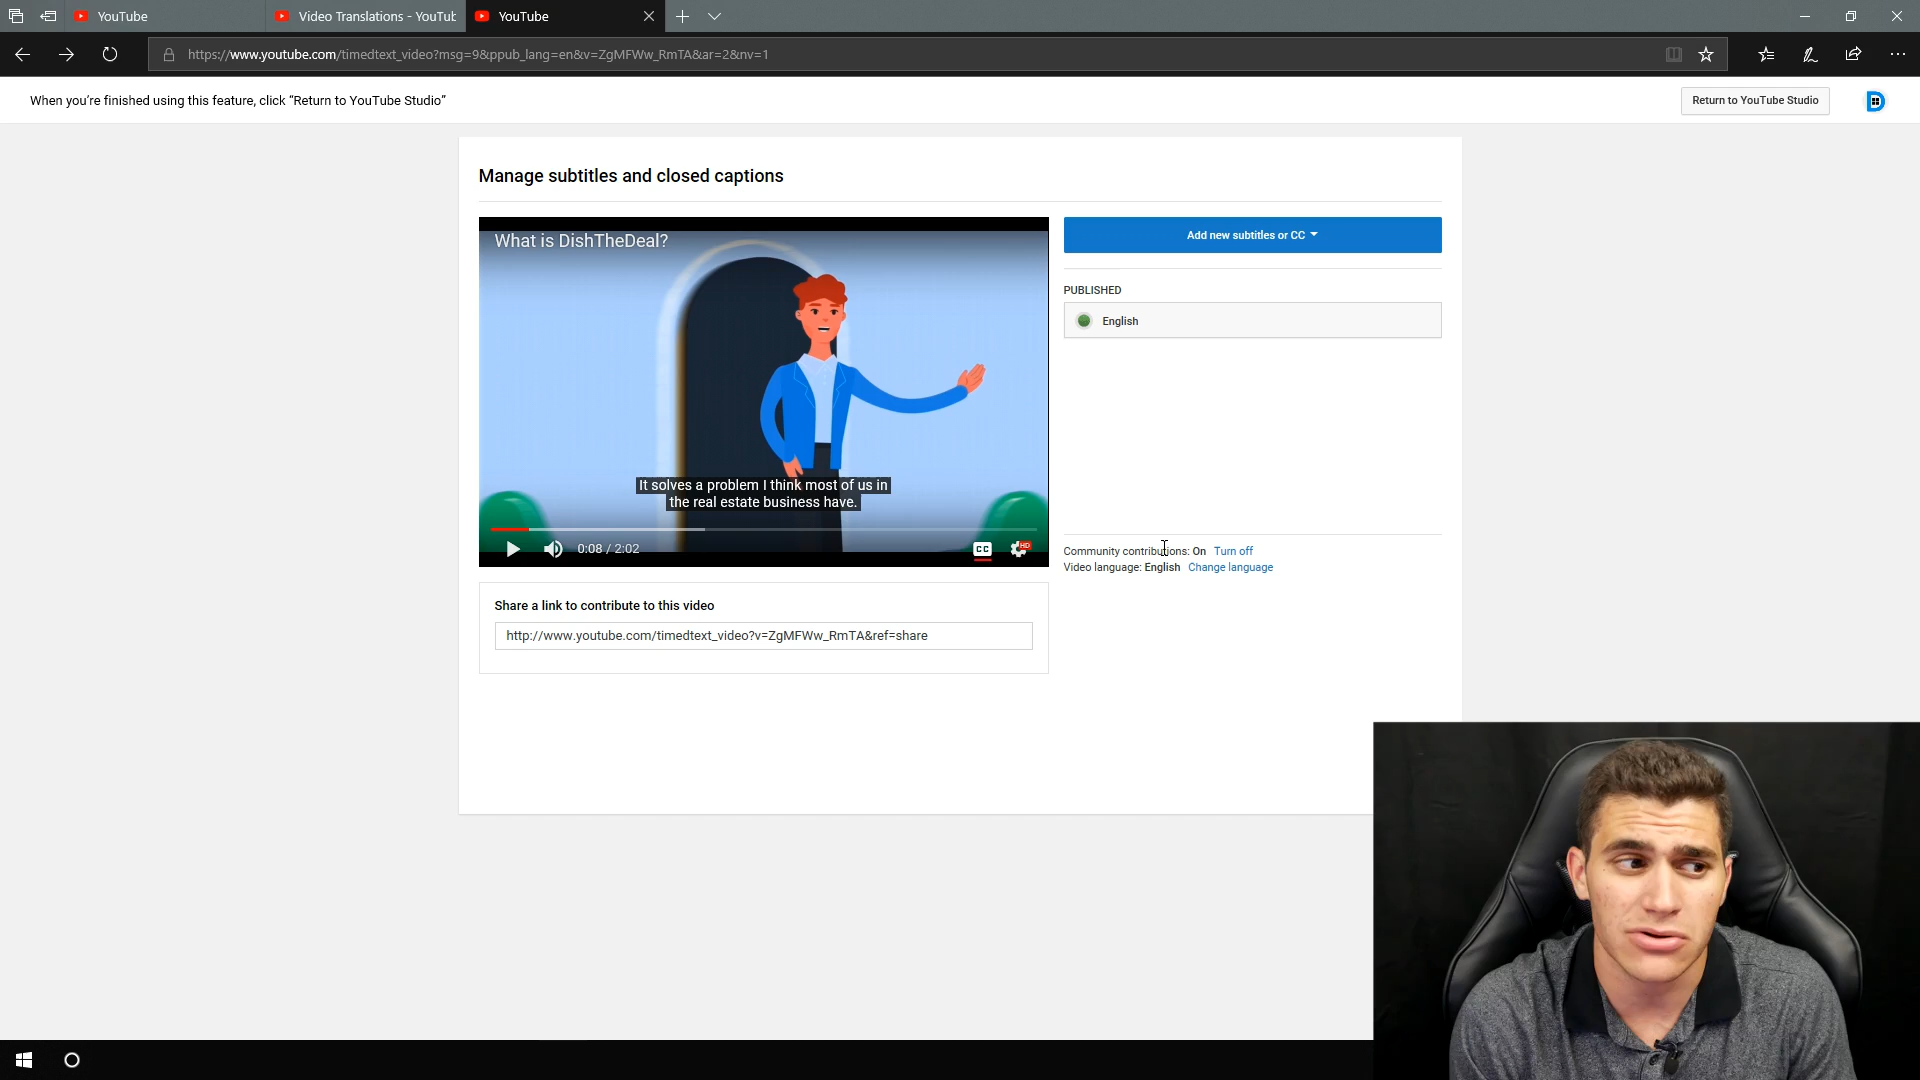 YouTube
Video Translations - YouTub
YouTube
https://www.youtube.com/timedtext_video?msg=9&ppub_lang=en&v=ZgMFWw_RmTA&ar=2&nv=1
When you're finished using this feature, click “Return to YouTube Studio”
Return to YouTube Studio
Manage subtitles and closed captions
What is DishTheDeal?
It solves a problem I think most of us in
the real estate business have.
0:08 / 2:02
CC
HD
Add new subtitles or CC
PUBLISHED
English
Community contributions: On Turn off
Video language: English Change language
Share a link to contribute to this video
http://www.youtube.com/timedtext_video?v=ZgMFWw_RmTA&ref=share